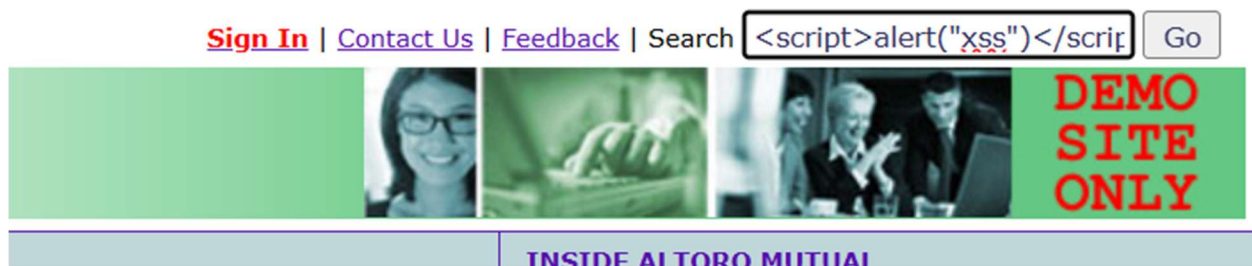 Sign In | Contact Us | Feedback | Search <script>alert("xss")</scrip Go
DEMO
SITE
ONLY
INSIDE ALTORO MUTUAL